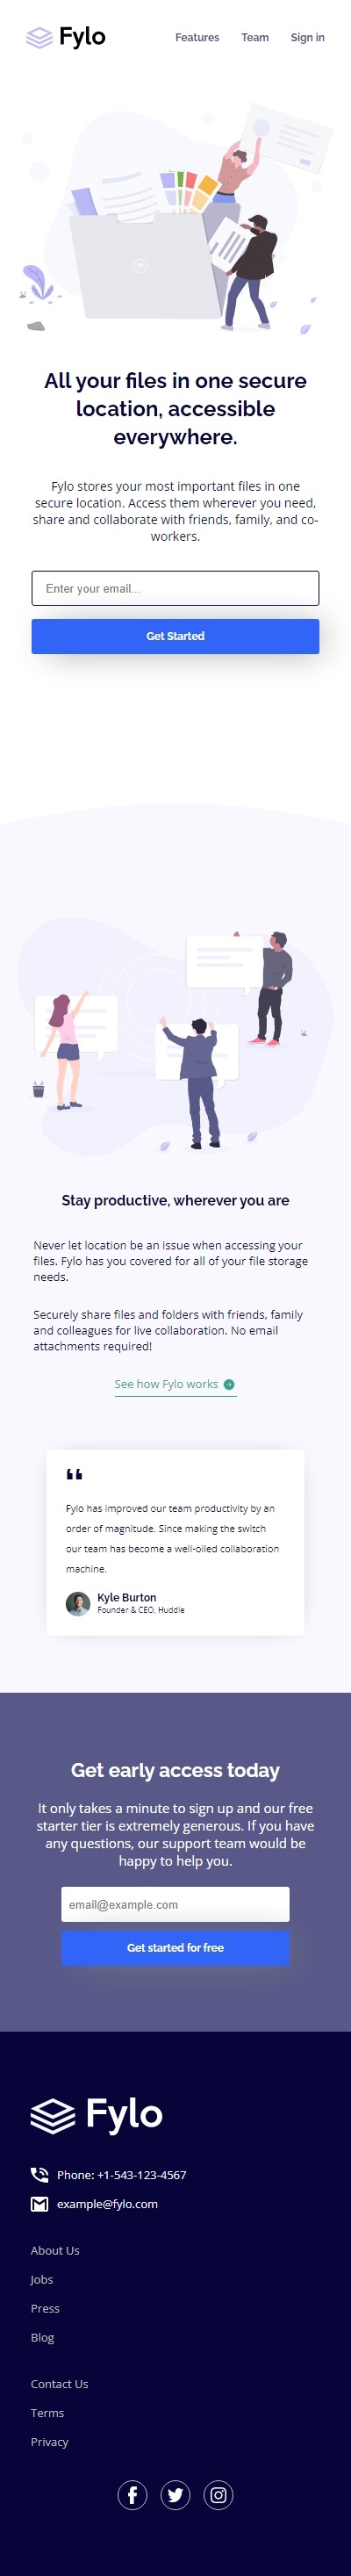 Fylo
Features Team Sign in
All your files in one secure
location, accessible
everywhere.
Fylo stores your most important files in one
secure location. Access them wherever you need,
share and collaborate with friends, family, and co-
workers.
Enter your email...
Get Started
Stay productive, wherever you are
Never let location be an issue when accessing your
files. Fylo has you covered for all of your file storage
needs.
Securely share files and folders with friends, family
and colleagues for live collaboration. No email
attachments required!
See how Fylo works
Fylo has improved our team productivity by an
order of magnitude. Since making the switch
our team has become a well-oiled collaboration
machine.
Kyle Burton
Founder & CEO, Huddle
Get early access today
It only takes a minute to sign up and our free
starter tier is extremely generous. If you have
any questions, our support team would be
happy to help you.
email@example.com
Get started for free
Fylo
Phone: +1-543-123-4567
example@fylo.com
About Us
Jobs
Press
Blog
Contact Us
Terms
Privacy